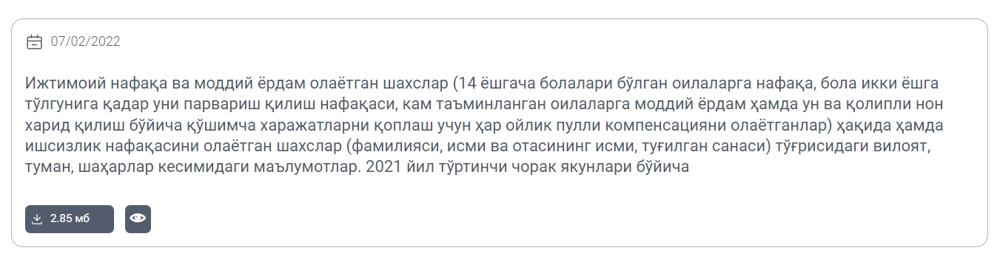 07/02/2022
Ижтимоий нафақа ва моддий ёрдам олаётган шахслар (14 ёшгача болалари бўлган оилаларга нафақа, бола икки ёшга
тўлгунига қадар уни парвариш қилиш нафақаси, кам таъминланган оилаларга моддий ёрдам ҳамда ун ва қолипли нон
харид қилиш бўйича қўшимча харажатларни қоплаш учун ҳар ойлик пулли компенсацияни олаётганлар) ҳақида ҳамда
ишсизлик нафақасини олаётган шахслар (фамилияси, исми ва отасининг исми, туғилган санаси) тўғрисидаги вилоят,
туман, шаҳарлар кесимидаги маълумотлар. 2021 йил тўртинчи чорак якунлари бўйича
2.85 мб